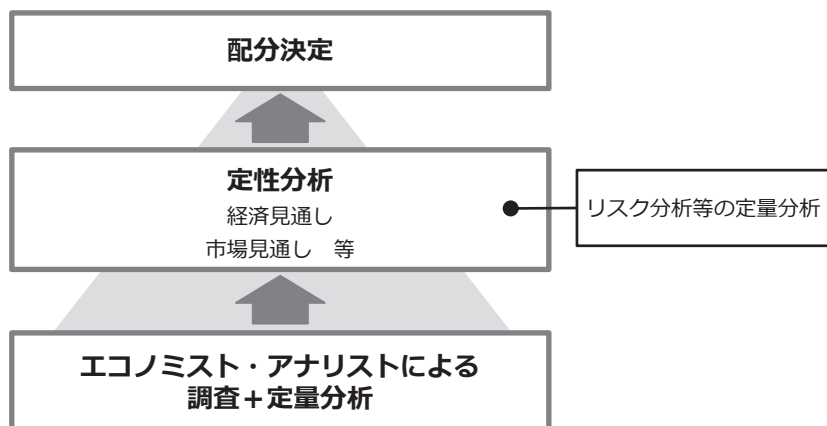 配分決定
定性分析
経済見通し
市場見通し　等
リスク分析等の定量分析
エコノミスト・アナリストによる
調査＋定量分析